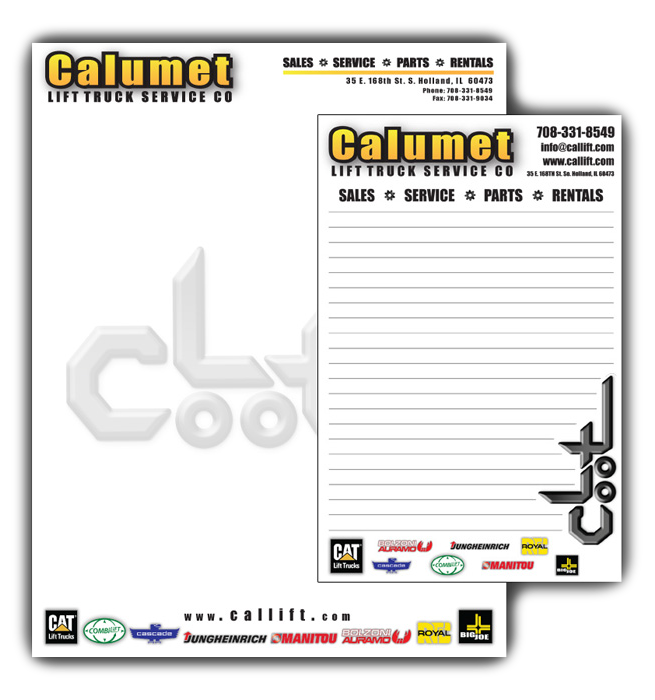 Calumet
LIFT TRUCK SERVICE CO
SALES SERVICE PARTS RENTALS
35 E. 168th St. S. Holland, IL 60473
Phone: 708-331-8549
Fax: 708-331-9834
Calumet
LIFT TRUCK SERVICE CO
708-331-8549
info@callift.com
www.callift.com
35 E. 168TH St. So. Holland, IL 60473
SALES SERVICE PARTS RENTALS
CLt
CLt
CAT
Lift Trucks
BOLZONI
AURAMO
JUNGHEINRICH
ROYAL
cascade
COMBILIFT
MANITOU
BIG JOE
www.callift.com
CAT
Lift Trucks
COMBILIFT
cascade
JUNGHEINRICH
MANITOU
BOLZONI
AURAMO
ROYAL
BIG JOE